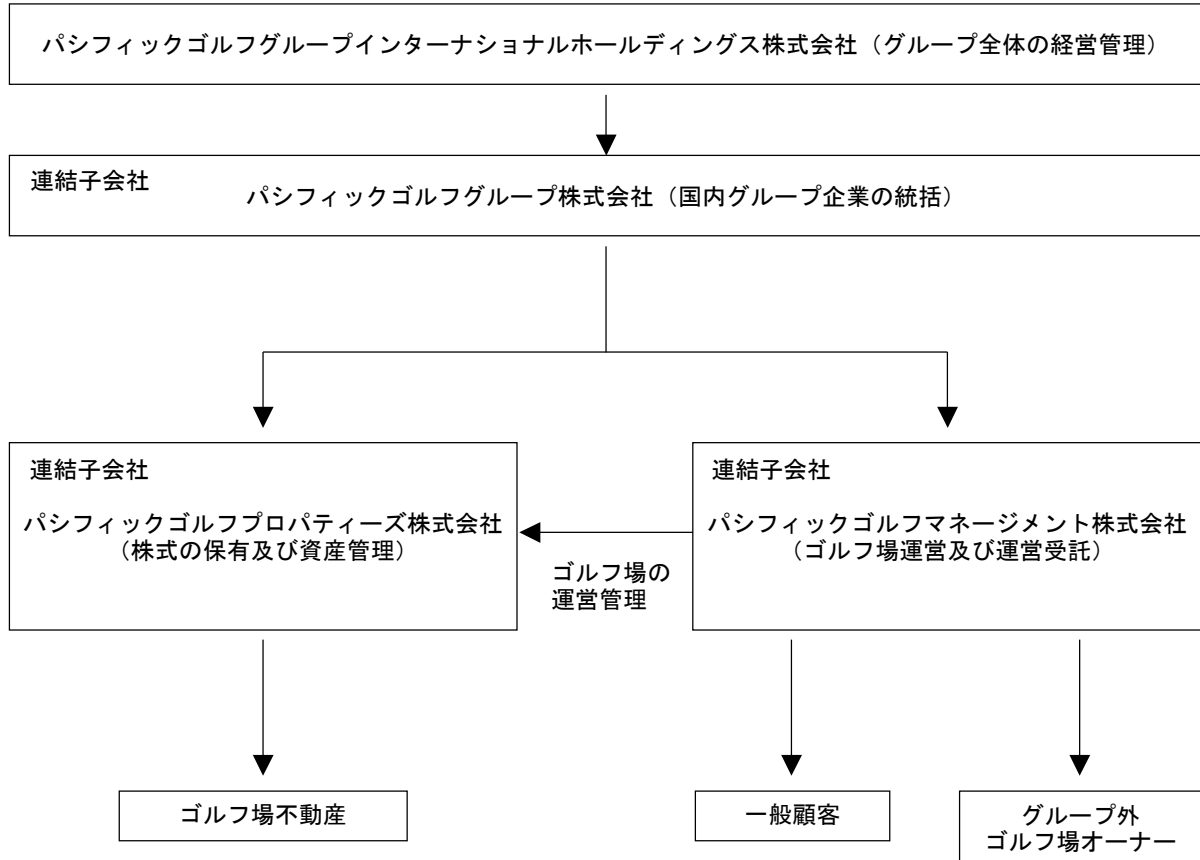 パシフィックゴルフグループインターナショナルホールディングス株式会社（グループ全体の経営管理）
連結子会社
パシフィックゴルフグループ株式会社（国内グループ企業の統括）
連結子会社
パシフィックゴルフプロパティーズ株式会社
（株式の保有及び資産管理）
ゴルフ場の
運営管理
連結子会社
パシフィックゴルフマネージメント株式会社
（ゴルフ場運営及び運営受託）
ゴルフ場不動産
一般顧客
グループ外
ゴルフ場オーナー